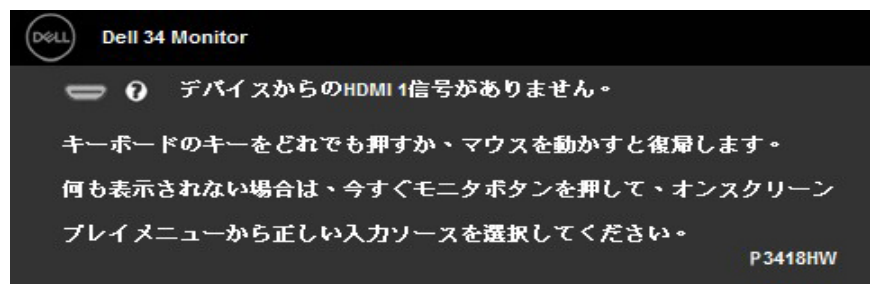 DELL
Dell 34 Monitor
デバイスからのHDMI 1信号がありません。
キーボードのキーをどれでも押すか、マウスを動かすと復帰します。
何も表示されない場合は、今すぐモニタボタンを押して、オンスクリーン
プレイメニューから正しい入力ソースを選択してください。
P3418HW